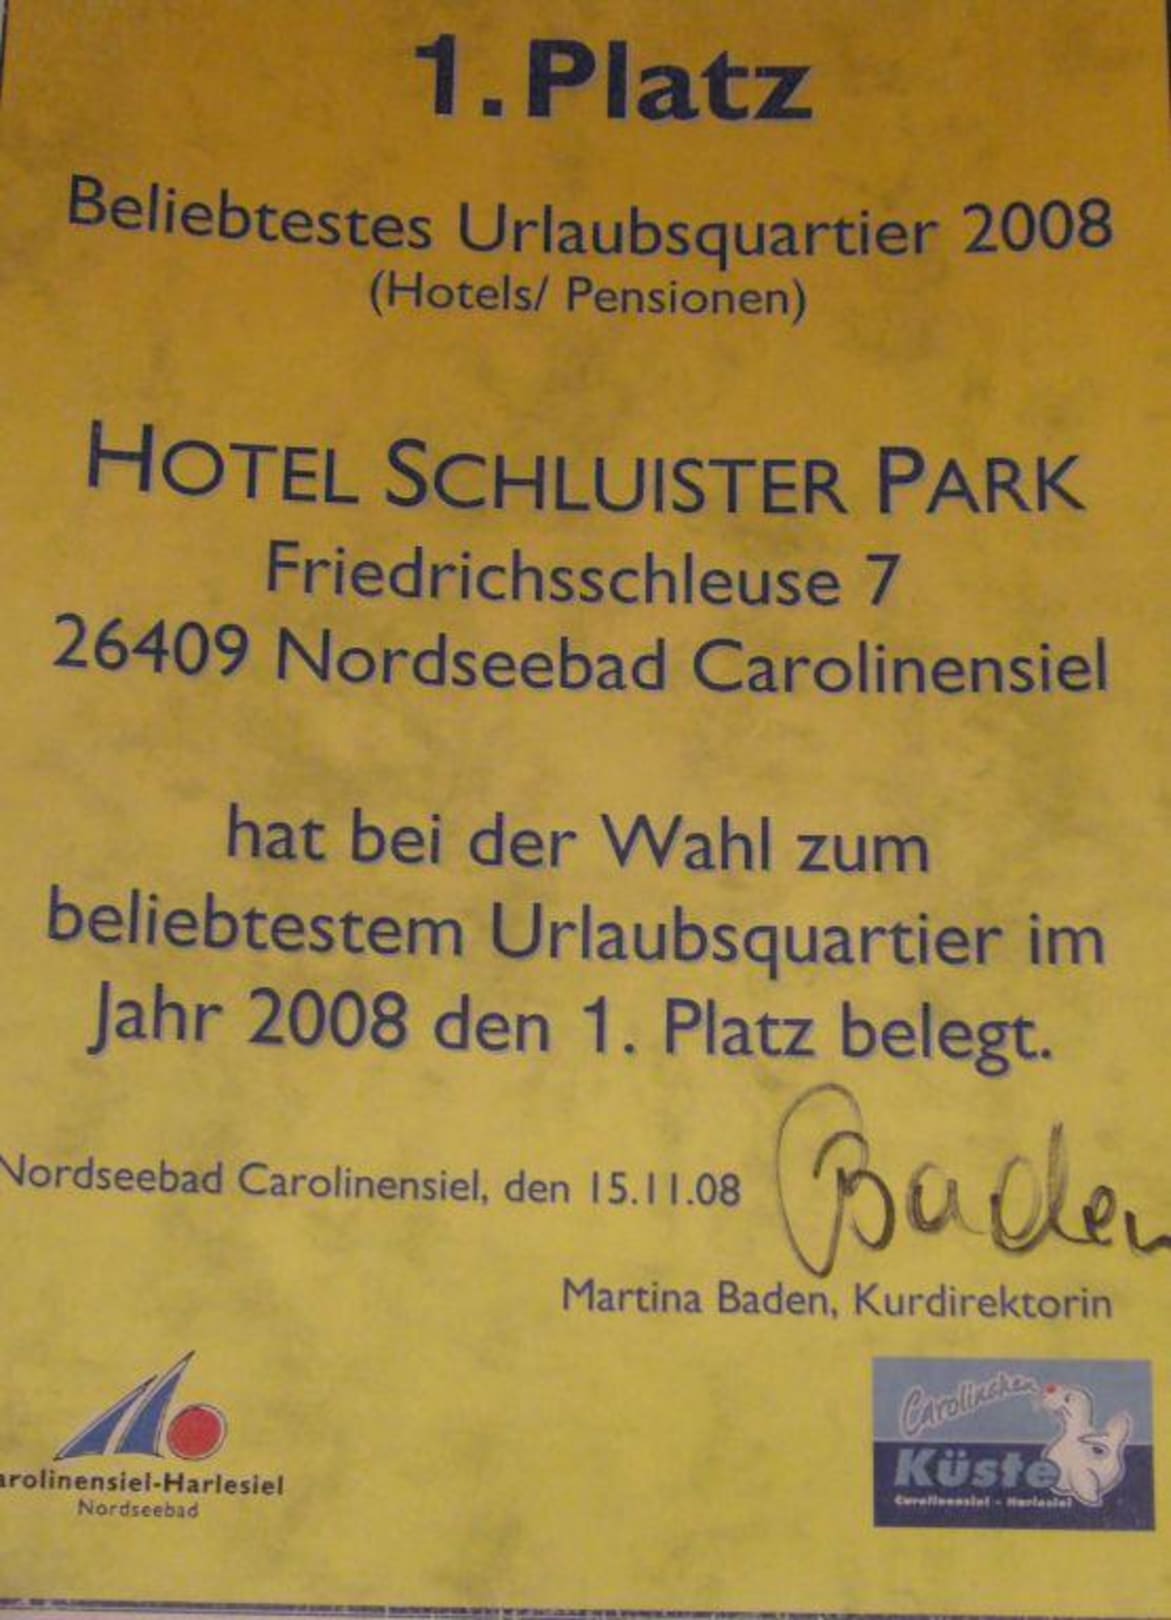 1. Platz
Beliebtestes Urlaubsquartier 2008
(Hotels/ Pensionen)
HOTEL SCHLUISTER PARK
Friedrichsschleuse 7
26409 Nordseebad Carolinensiel
hat bei der Wahl zum
beliebtestem Urlaubsquartier im
Jahr 2008 den 1. Platz belegt.
Nordseebad Carolinensiel, den 15.11.08
Baden
Martina Baden, Kurdirektorin
arolinensiel-Harlesiel
Nordseebad
Carolinchen
Küste
Carolinensiel - Harlesiel